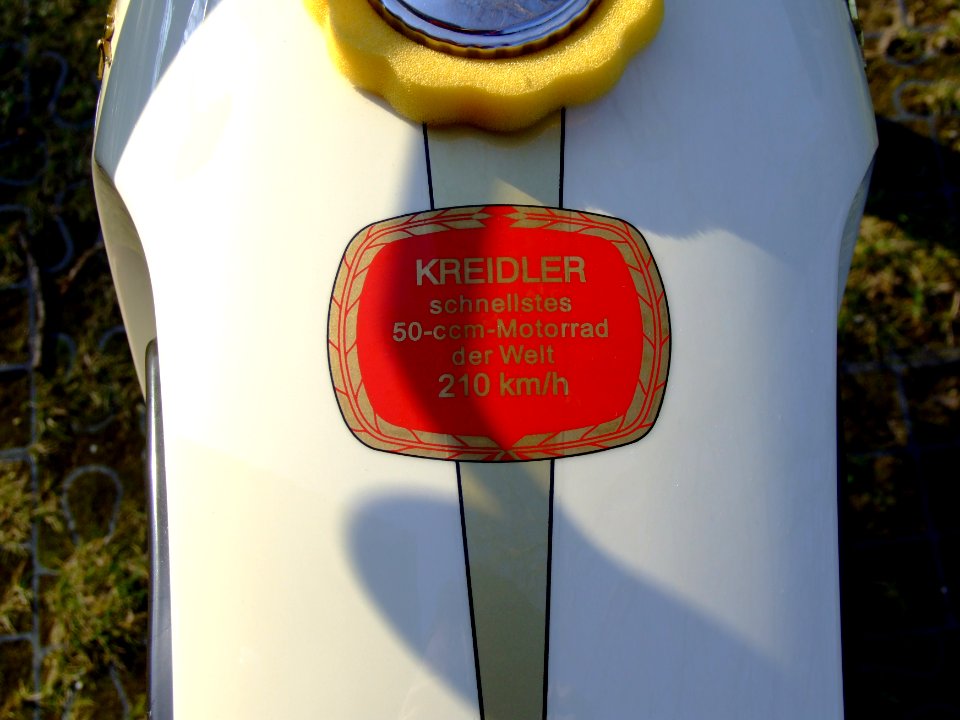 KREIDLER
schnellstes
50-ccm-Motorrad
der Welt
210 km/h